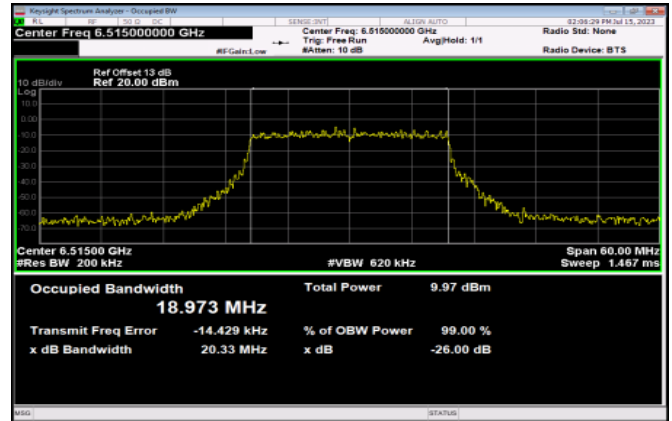 Keysight Spectrum Analyzer - Occupied BW
RL RF 50 Ω DC SENSE:INT ALIGN AUTO 02:06:29 PM Jul 15, 2023
Center Freq 6.515000000 GHz Center Freq: 6.515000000 GHz Radio Std: None
Trig: Free Run Avg|Hold: 1/1
#IFGain:Low #Atten: 10 dB Radio Device: BTS
Ref Offset 13 dB
10 dB/div Ref 20.00 dBm
Log
10.0
0.00
10.0
20.0
30.0
40.0
50.0
60.0
70.0
Center 6.51500 GHz Span 60.00 MHz
#Res BW 200 kHz #VBW 620 kHz Sweep 1.467 ms
Occupied Bandwidth Total Power 9.97 dBm
18.973 MHz
Transmit Freq Error -14.429 kHz % of OBW Power 99.00 %
x dB Bandwidth 20.33 MHz x dB -26.00 dB
MSG STATUS